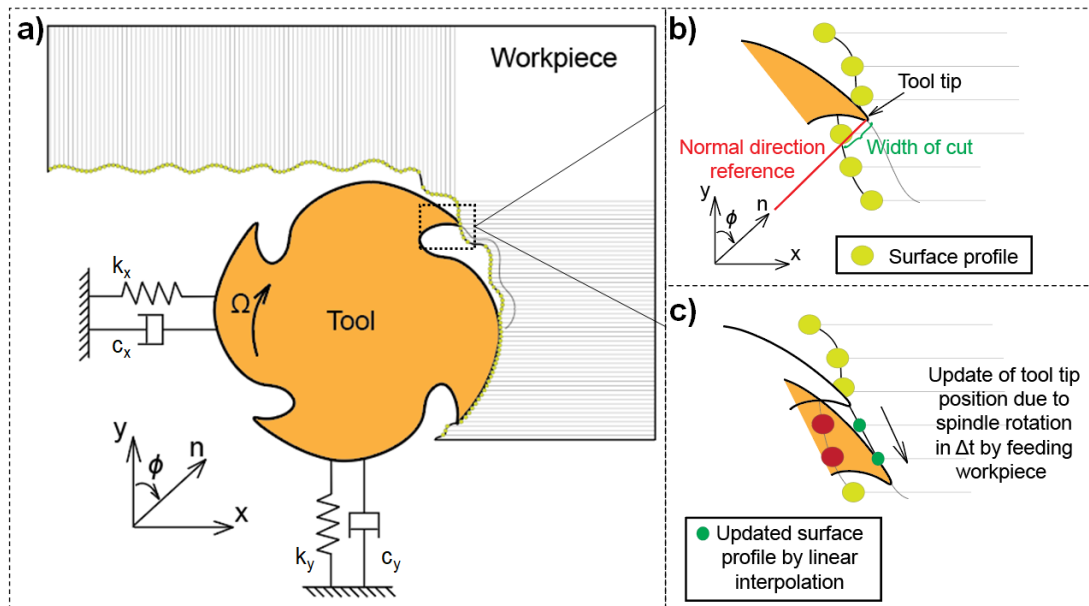 a)
Workpiece
kx
cx
Ω
Tool
y
n
ϕ
x
ky
cy
b)
Tool tip
Normal direction
reference
Width of cut
y
n
ϕ
x
Surface profile
c)
Update of tool tip
position due to
spindle rotation
in Δt by feeding
workpiece
Updated surface
profile by linear
interpolation